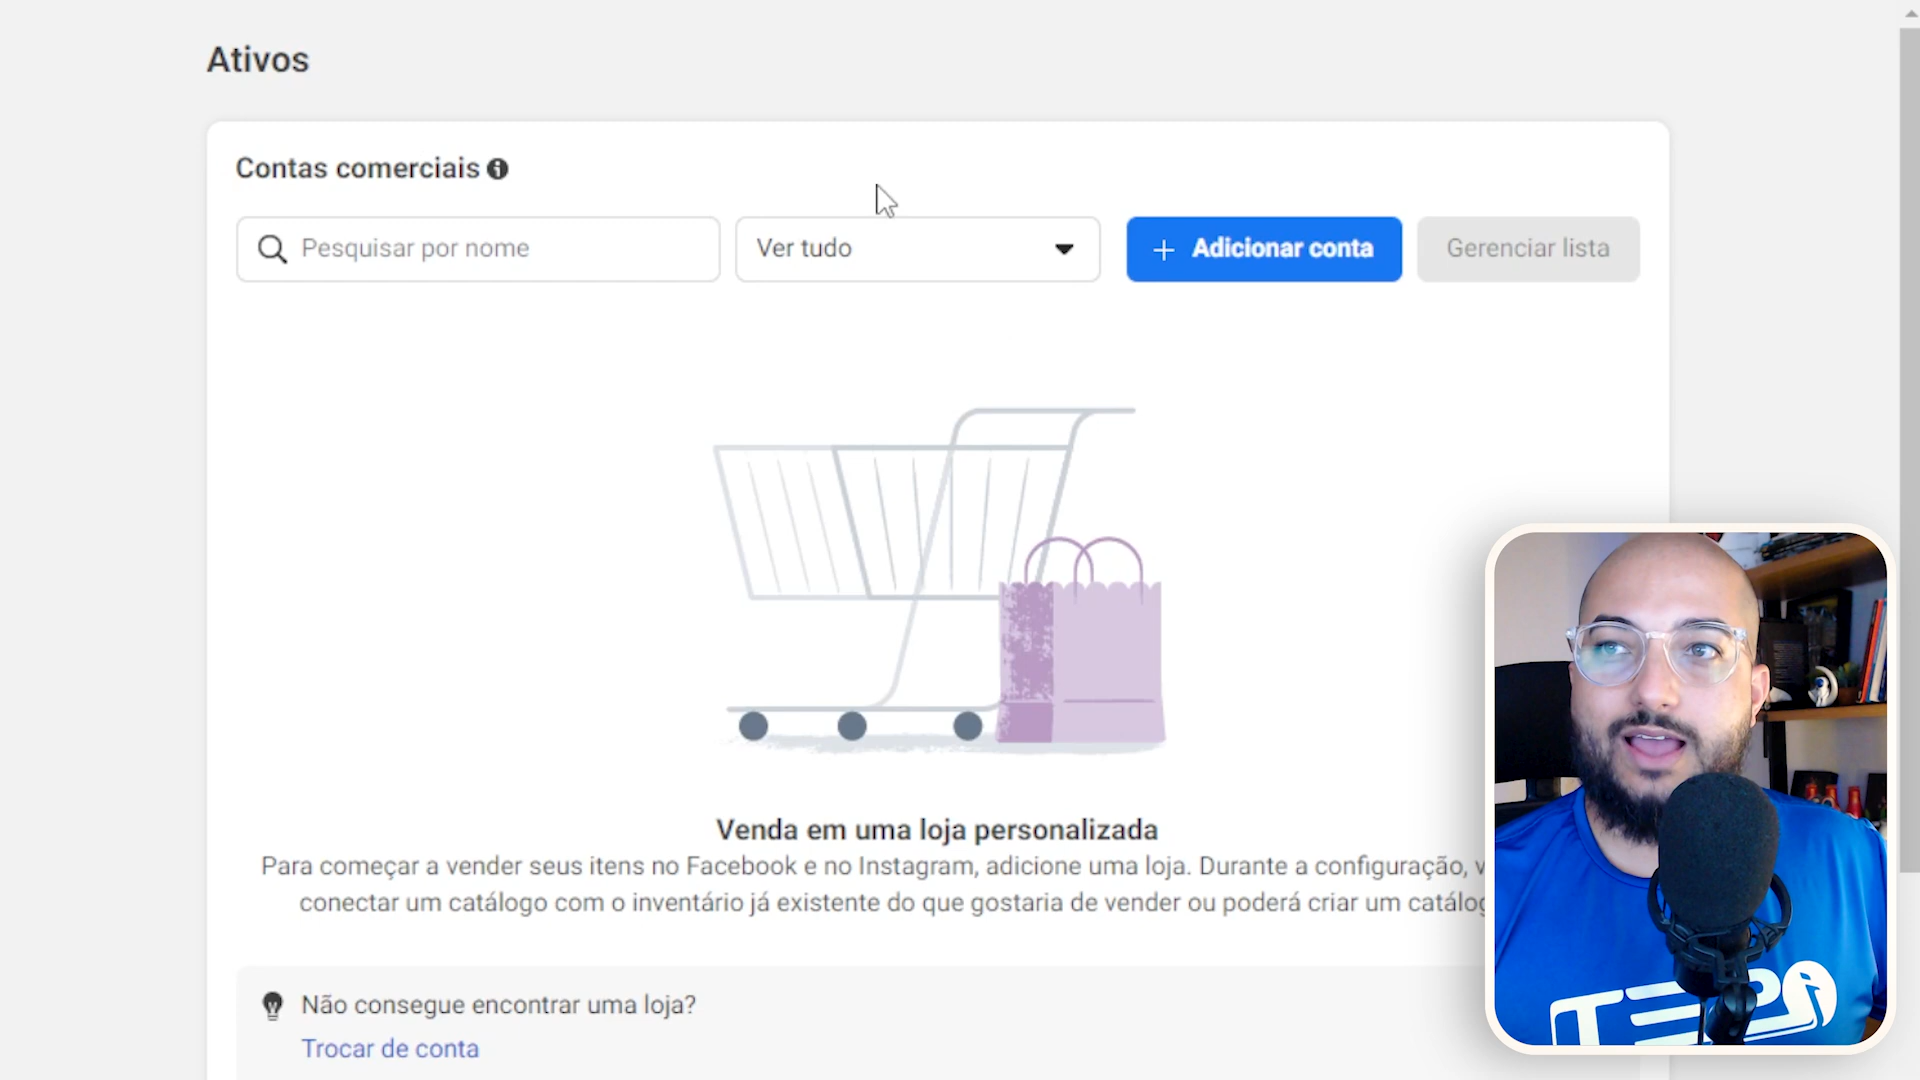 Ativos
Contas comerciais
Pesquisar por nome
Ver tudo
+ Adicionar conta
Gerenciar lista
Venda em uma loja personalizada
Para começar a vender seus itens no Facebook e no Instagram, adicione uma loja. Durante a configuração, v
conectar um catálogo com o inventário já existente do que gostaria de vender ou poderá criar um catálog
Não consegue encontrar uma loja?
Trocar de conta